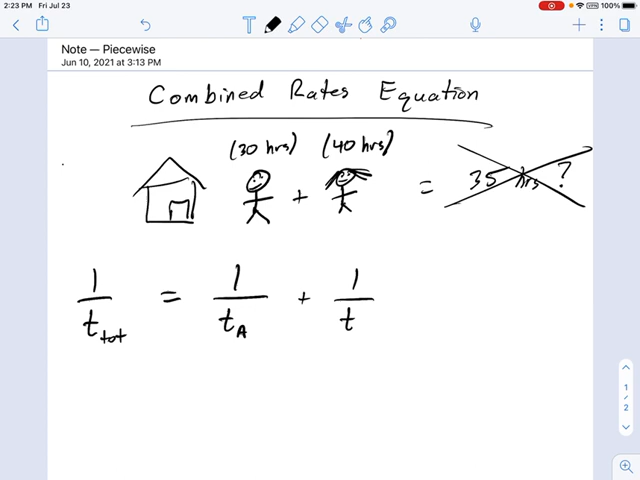 2:23 PM Fri Jul 23
100%
Note — Piecewise
Jun 10, 2021 at 3:13 PM
Combined Rates Equation
(30 hrs) (40 hrs)
+ = 35 hrs ?
1/t_tot = 1/t_A + 1/t
1/2